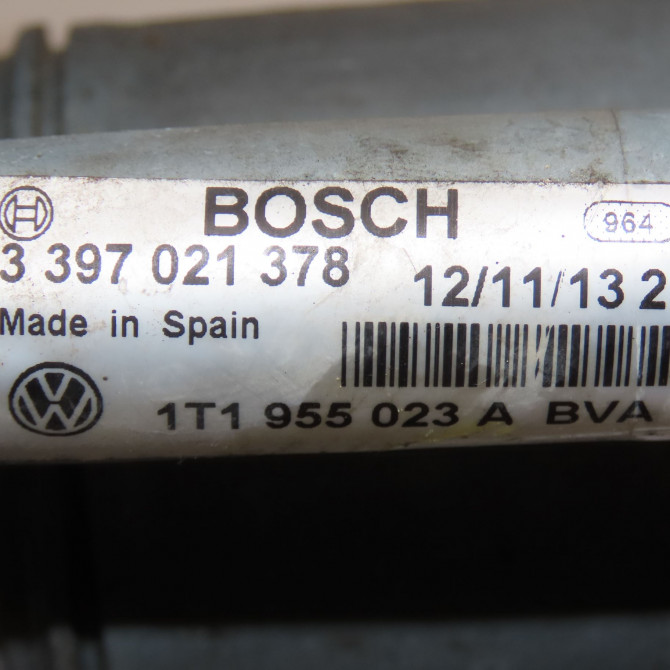 BOSCH 964
3 397 021 378 12/11/13 2
Made in Spain
1T1 955 023 A BVA